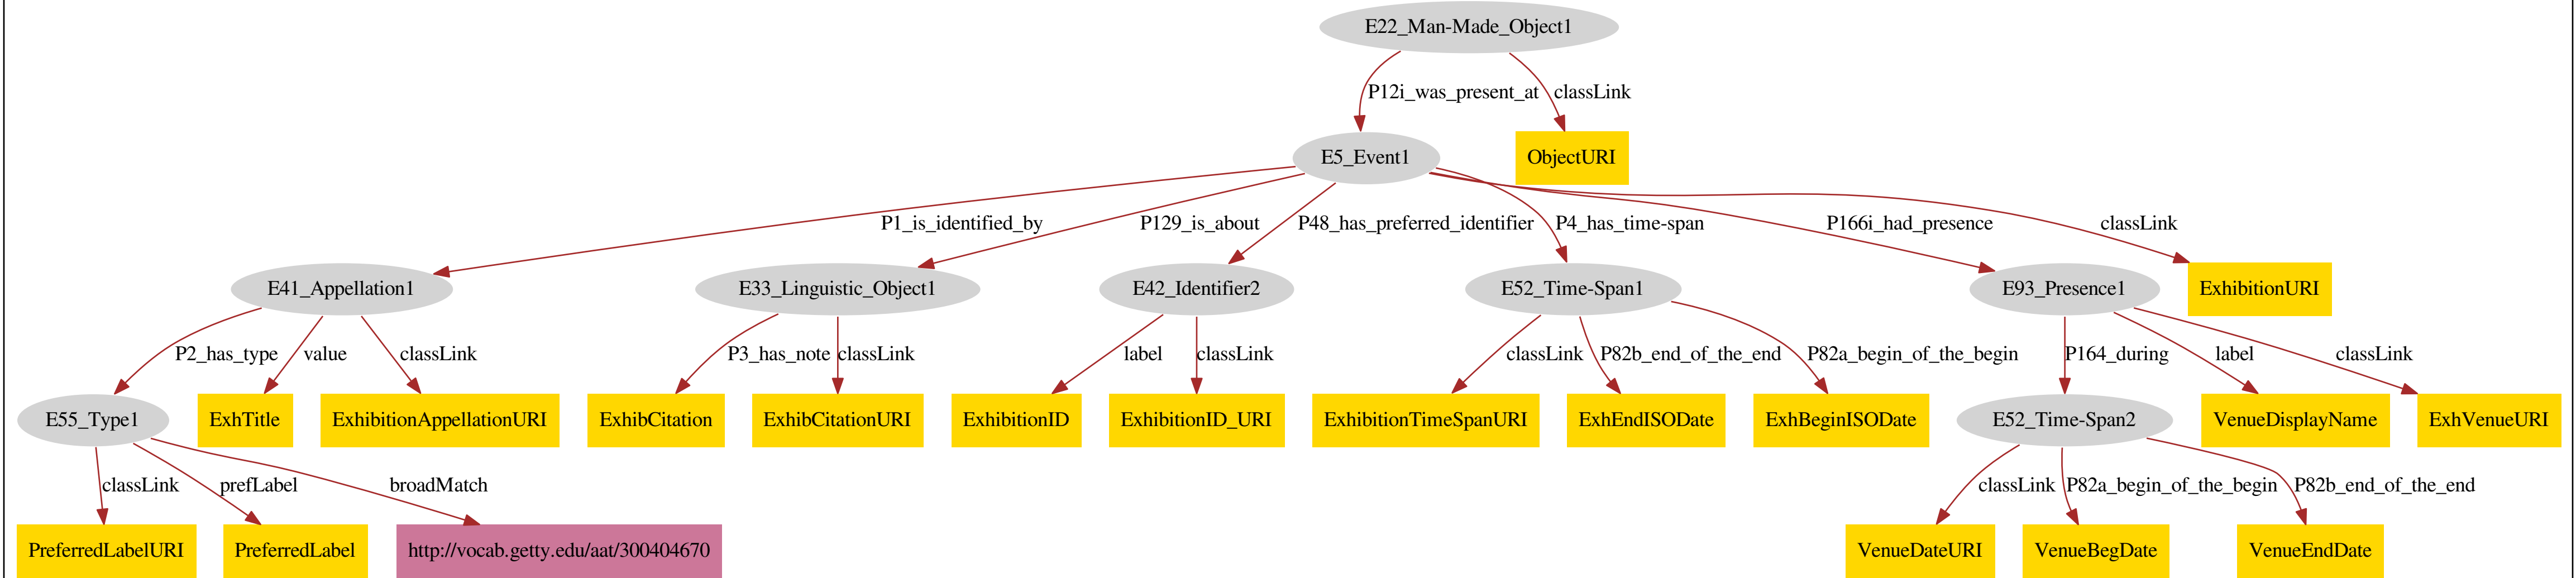 E22_Man-Made_Object1
P12i_was_present_at
classLink
E5_Event1
ObjectURI
P1_is_identified_by
P129_is_about
P48_has_preferred_identifier
P4_has_time-span
P166i_had_presence
classLink
E41_Appellation1
E33_Linguistic_Object1
E42_Identifier2
E52_Time-Span1
E93_Presence1
ExhibitionURI
P2_has_type
value
classLink
P3_has_note
classLink
label
classLink
classLink
P82b_end_of_the_end
P82a_begin_of_the_begin
P164_during
label
classLink
E55_Type1
ExhTitle
ExhibitionAppellationURI
ExhibCitation
ExhibCitationURI
ExhibitionID
ExhibitionID_URI
ExhibitionTimeSpanURI
ExhEndISODate
ExhBeginISODate
E52_Time-Span2
VenueDisplayName
ExhVenueURI
classLink
prefLabel
broadMatch
classLink
P82a_begin_of_the_begin
P82b_end_of_the_end
PreferredLabelURI
PreferredLabel
http://vocab.getty.edu/aat/300404670
VenueDateURI
VenueBegDate
VenueEndDate